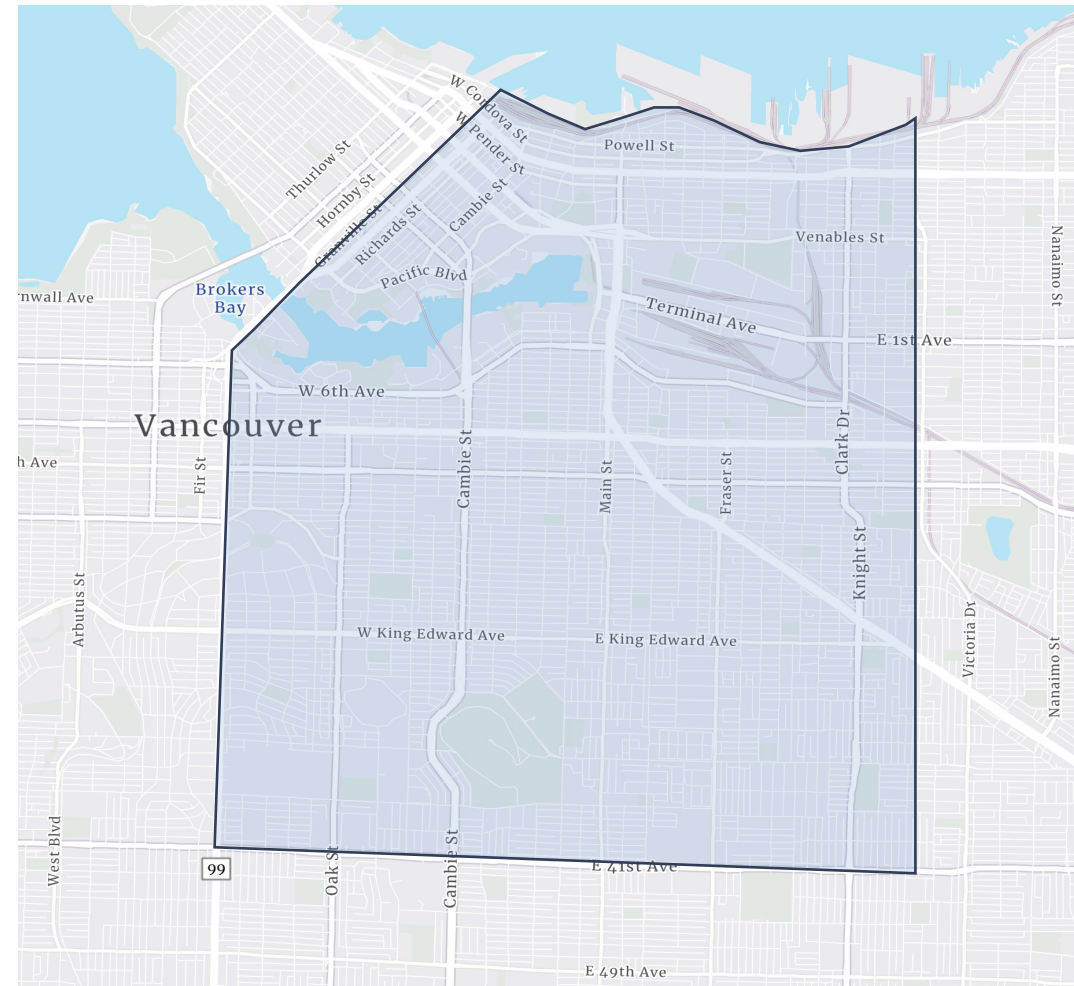 W Cordova St
W Pender St
Powell St
Thurlow St
Hornby St
Granville St
Richards St
Cambie St
Venables St
Nanaimo St
Pacific Blvd
Brokers
Bay
rnwall Ave
Terminal Ave
E 1st Ave
W 6th Ave
Vancouver
h Ave
Fir St
Cambie St
Main St
Fraser St
Clark Dr
Knight St
Arbutus St
W King Edward Ave
E King Edward Ave
Victoria Dr
Nanaimo St
West Blvd
99
Oak St
Cambie St
E 41st Ave
E 49th Ave